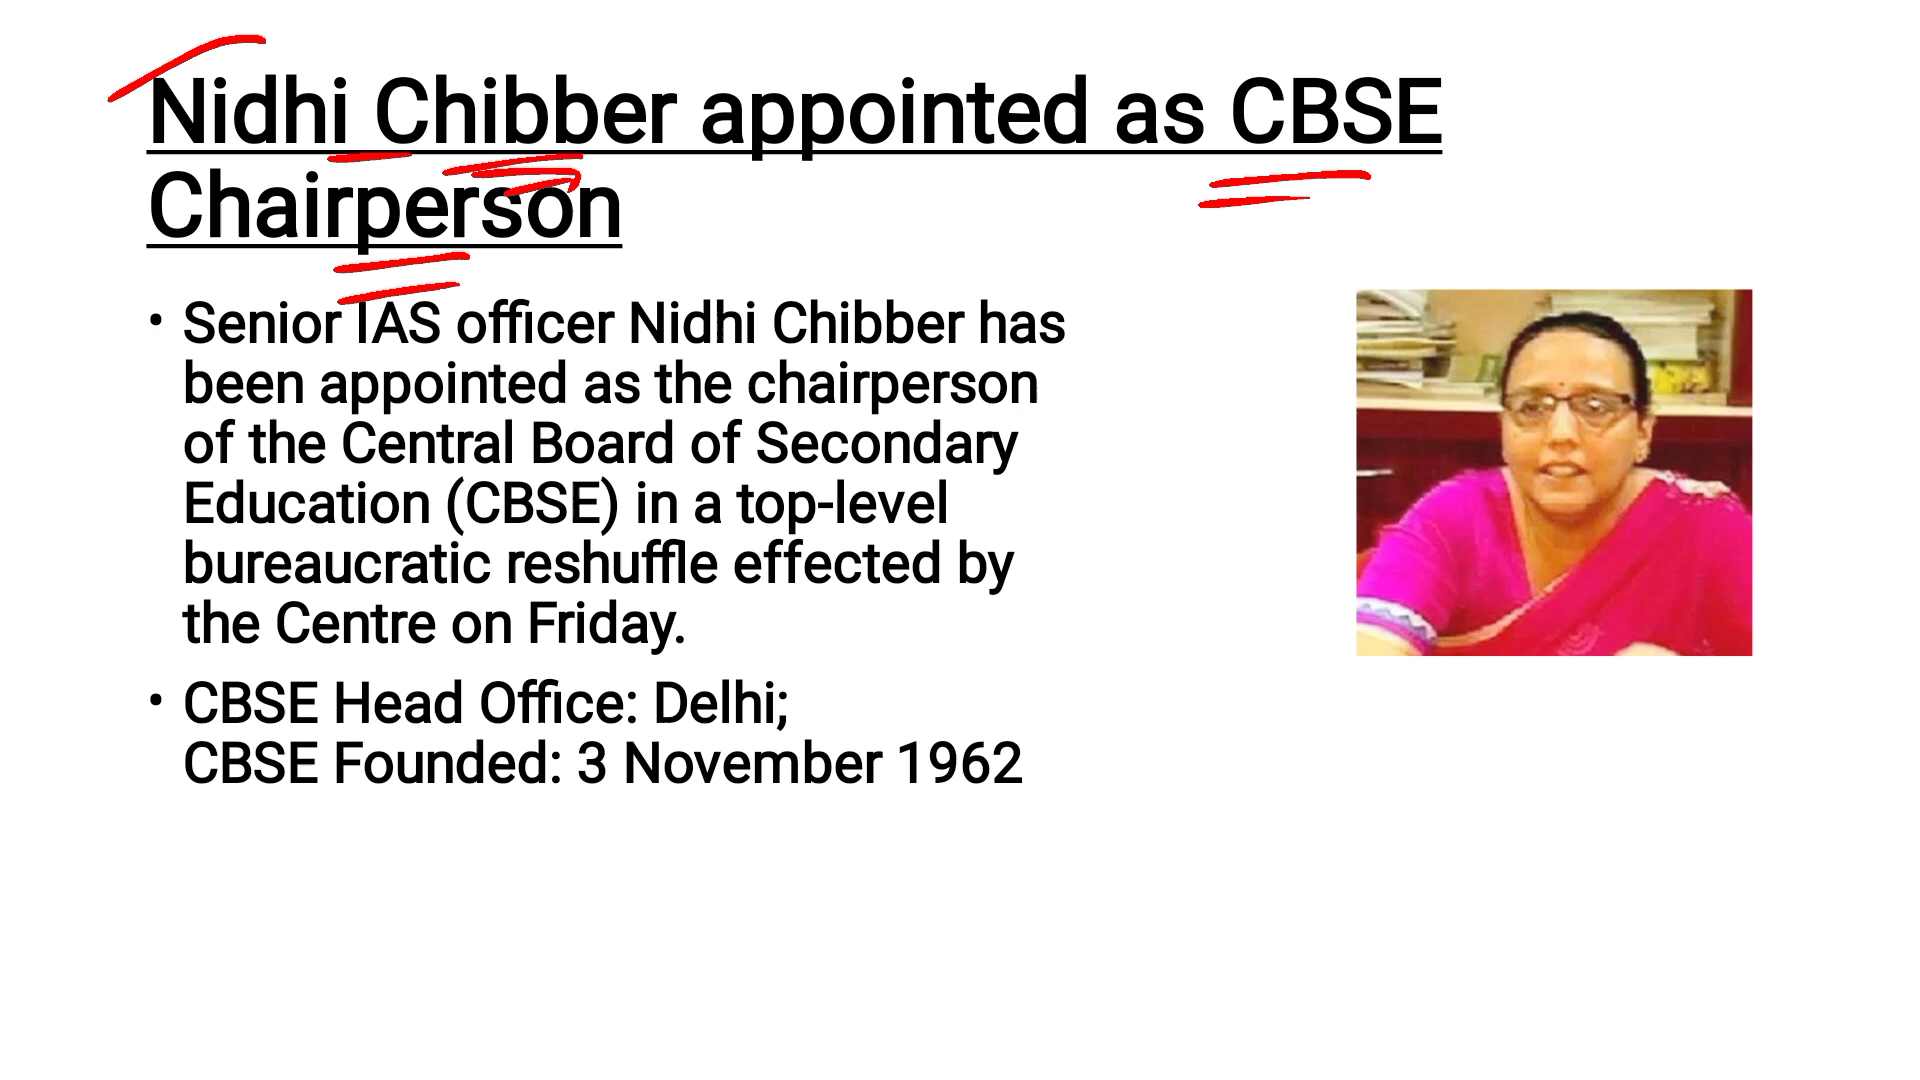 Nidhi Chibber appointed as CBSE
Chairperson
• Senior IAS officer Nidhi Chibber has
been appointed as the chairperson
of the Central Board of Secondary
Education (CBSE) in a top-level
bureaucratic reshuffle effected by
the Centre on Friday.
• CBSE Head Office: Delhi;
CBSE Founded: 3 November 1962